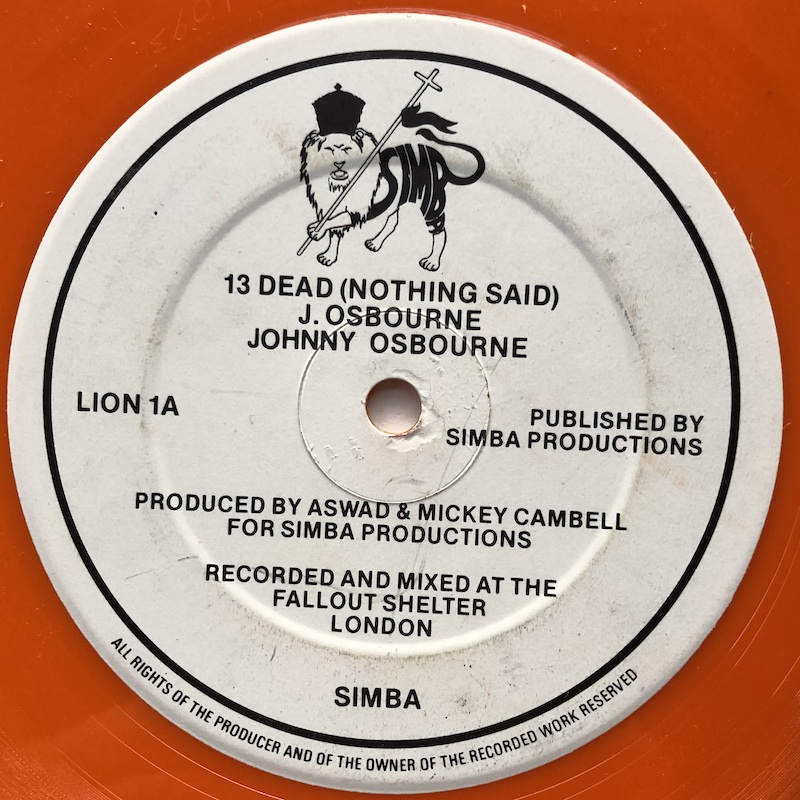 SIMBA
13 DEAD (NOTHING SAID)
J. OSBOURNE
JOHNNY OSBOURNE
LION 1A
PUBLISHED BY
SIMBA PRODUCTIONS
PRODUCED BY ASWAD & MICKEY CAMBELL
FOR SIMBA PRODUCTIONS
RECORDED AND MIXED AT THE
FALLOUT SHELTER
LONDON
SIMBA
ALL RIGHTS OF THE PRODUCER AND OF THE OWNER OF THE RECORDED WORK RESERVED